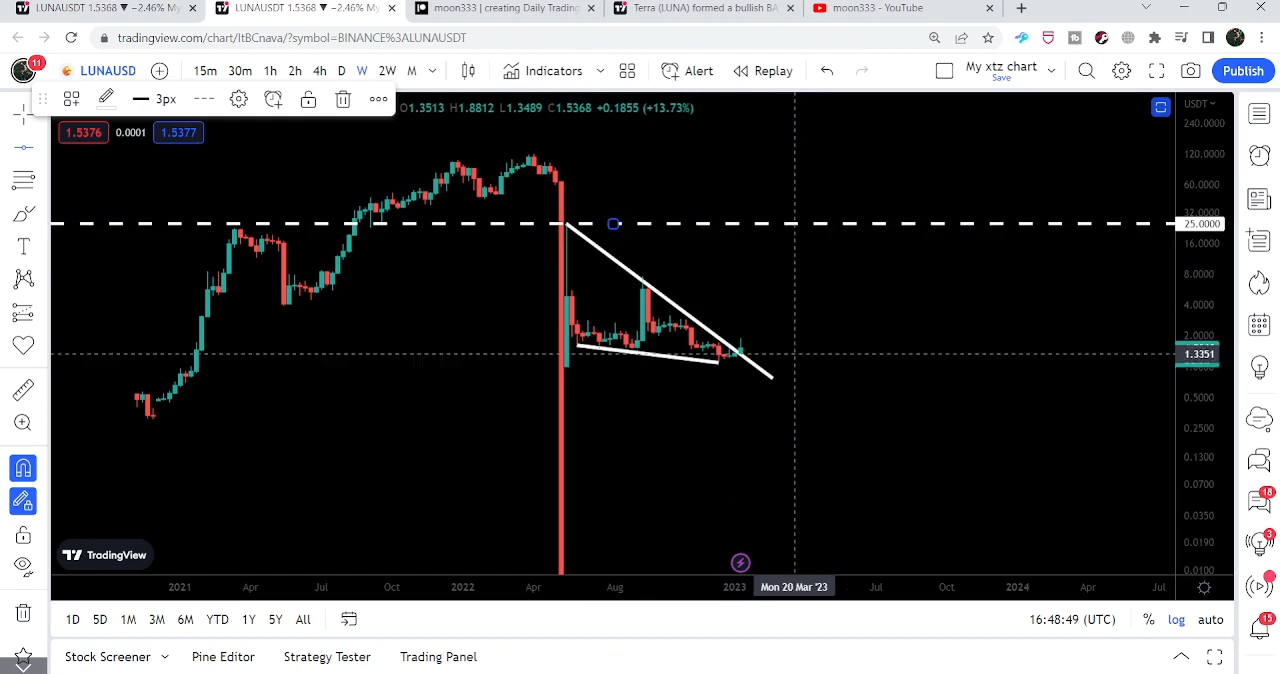 LUNAUSDT 1.5368 ▼ −2.46% My
LUNAUSDT 1.5368 ▼ −2.46% My
moon333 | creating Daily Trading
Terra (LUNA) formed a bullish BA
moon333 - YouTube
tradingview.com/chart/ItBCnava/?symbol=BINANCE%3ALUNAUSDT
11
LUNAUSD
15m 30m 1h 2h 4h D W 2W M
Indicators
Alert
Replay
My xtz chart
Save
Publish
3px
O1.3513 H1.8812 L1.3489 C1.5368 +0.1855 (+13.73%)
1.5376 0.0001 1.5377
USDT
240.0000
120.0000
60.0000
32.0000
25.0000
16.0000
8.0000
4.0000
2.0000
1.3351
0.5000
0.2500
0.1300
0.0700
0.0350
0.0190
0.0100
TradingView
2021 Apr Jul Oct 2022 Apr Aug 2023 Mon 20 Mar '23 Jul Oct 2024 Apr Jul
1D 5D 1M 3M 6M YTD 1Y 5Y All
16:48:49 (UTC) % log auto
Stock Screener Pine Editor Strategy Tester Trading Panel
18
3
15